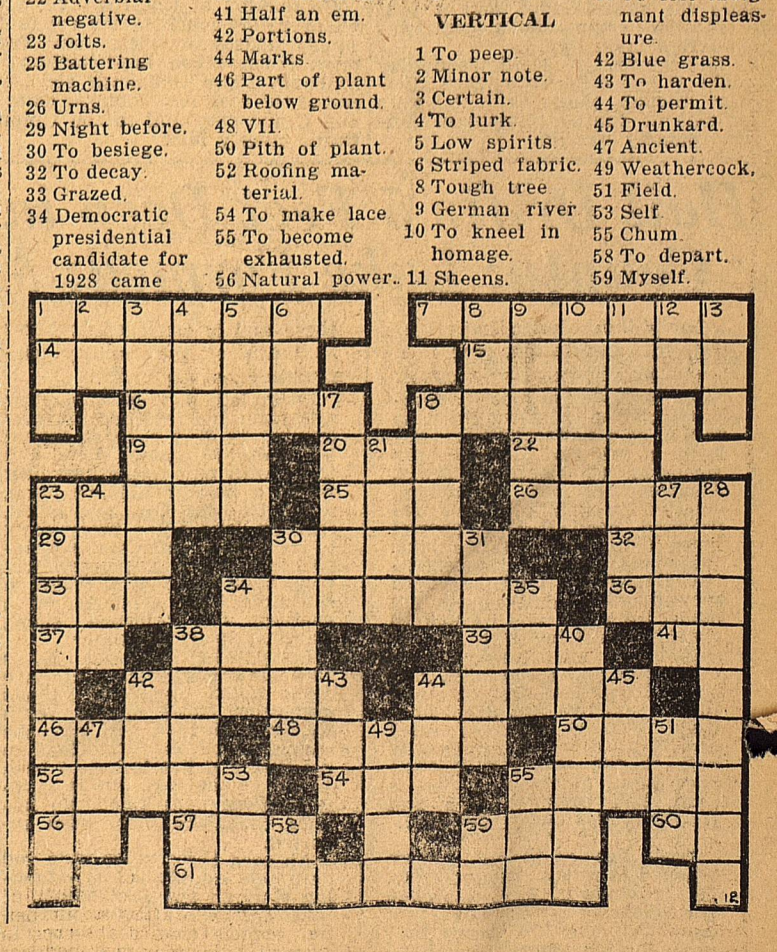 negative.
23 Jolts.
25 Battering
machine.
26 Urns.
29 Night before.
30 To besiege.
32 To decay.
33 Grazed.
34 Democratic
presidential
candidate for
1928 came
41 Half an em.
42 Portions.
44 Marks
46 Part of plant
below ground.
48 VII.
50 Pith of plant.
52 Roofing ma-
terial.
54 To make lace
55 To become
exhausted.
56 Natural power.
VERTICAL
1 To peep
2 Minor note.
3 Certain.
4 To lurk.
5 Low spirits
6 Striped fabric.
8 Tough tree
9 German river
10 To kneel in
homage.
11 Sheens.
nant displeas-
ure.
42 Blue grass.
43 To harden.
44 To permit.
45 Drunkard.
47 Ancient.
49 Weathercock.
51 Field.
53 Self
55 Chum
58 To depart.
59 Myself.
1 2 3 4 5 6 7 8 9 10 11 12 13
14 15
16 17 18
19 20 21 22
23 24 25 26 27 28
29 30 31 32
33 34 35 36
37 38 39 40 41
42 43 44 45
46 47 48 49 50 51
52 53 54 55
56 57 58 59 60
61 12